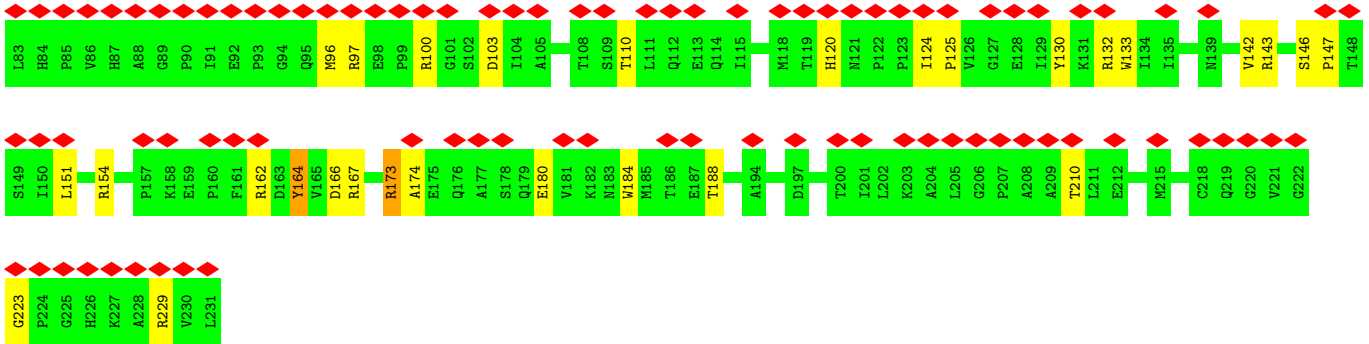 L83 H84 P85 V86 H87 A88 G89 P90 I91 E92 P93 G94 Q95 M96 R97 E98 P99 R100 G101 S102 D103 I104 A105 T108 S109 T110 L111 Q112 E113 Q114 I115 M118 T119 H120 N121 P122 P123 I124 P125 V126 G127 E128 I129 Y130 K131 R132 W133 I134 I135 N139 V142 R143 S146 P147 T148
S149 I150 L151 R154 P157 K158 E159 P160 F161 R162 D163 Y164 V165 D166 R167 R173 A174 E175 Q176 A177 S178 Q179 E180 V181 K182 N183 W184 M185 T186 E187 T188 A194 D197 T200 I201 L202 K203 A204 L205 G206 P207 A208 A209 T210 L211 E212 M215 C218 Q219 G220 V221 G222
G223 P224 G225 H226 K227 A228 R229 V230 L231